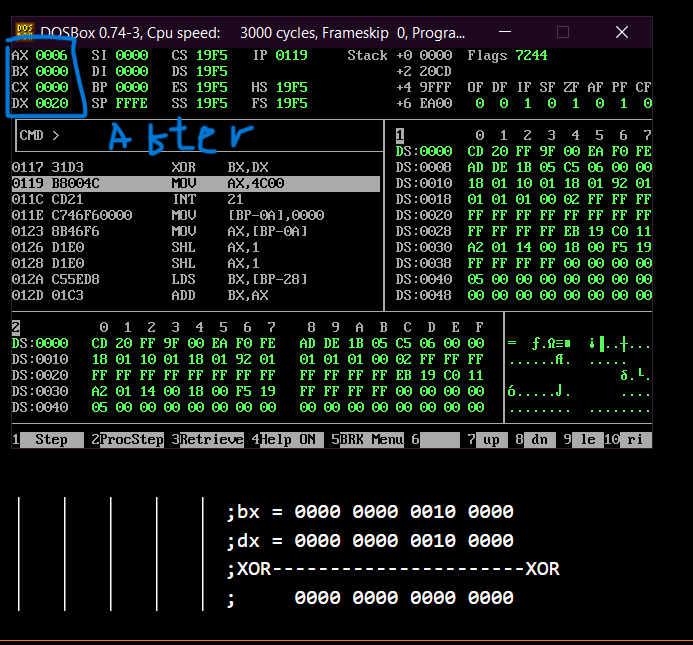 DOSBox 0.74-3, Cpu speed: 3000 cycles, Frameskip 0, Progra...
AX 0006 SI 0000 CS 19F5 IP 0119 Stack +0 0000 Flags 7244
BX 0000 DI 0000 DS 19F5 +2 20CD
CX 0000 BP 0000 ES 19F5 HS 19F5 +4 9FFF OF DF IF SF ZF AF PF CF
DX 0020 SP FFFE SS 19F5 FS 19F5 +6 EA00 0 0 1 0 1 0 1 0
CMD >
After
1 0 1 2 3 4 5 6 7
DS:0000 CD 20 FF 9F 00 EA F0 FE
DS:0008 AD DE 1B 05 C5 06 00 00
DS:0010 18 01 10 01 18 01 92 01
DS:0018 01 01 01 00 02 FF FF FF
DS:0020 FF FF FF FF FF FF FF FF
DS:0028 FF FF FF FF EB 19 C0 11
DS:0030 A2 01 14 00 18 00 F5 19
DS:0038 FF FF FF FF 00 00 00 00
DS:0040 05 00 00 00 00 00 00 00
DS:0048 00 00 00 00 00 00 00 00
0117 31D3 XOR BX,DX
0119 B8004C MOV AX,4C00
011C CD21 INT 21
011E C746F60000 MOV [BP-0A],0000
0123 8B46F6 MOV AX,[BP-0A]
0126 D1E0 SHL AX,1
0128 D1E0 SHL AX,1
012A C55ED8 LDS BX,[BP-28]
012D 01C3 ADD BX,AX
2 0 1 2 3 4 5 6 7 8 9 A B C D E F
DS:0000 CD 20 FF 9F 00 EA F0 FE AD DE 1B 05 C5 06 00 00
DS:0010 18 01 10 01 18 01 92 01 01 01 01 00 02 FF FF FF
DS:0020 FF FF FF FF FF FF FF FF FF FF FF FF EB 19 C0 11
DS:0030 A2 01 14 00 18 00 F5 19 FF FF FF FF 00 00 00 00
DS:0040 05 00 00 00 00 00 00 00 00 00 00 00 00 00 00 00
1 Step 2ProcStep 3Retrieve 4Help ON 5BRK Menu 6 7 up 8 dn 9 le 10 ri
;bx = 0000 0000 0010 0000
;dx = 0000 0000 0010 0000
;XOR----------------------XOR
; 0000 0000 0000 0000